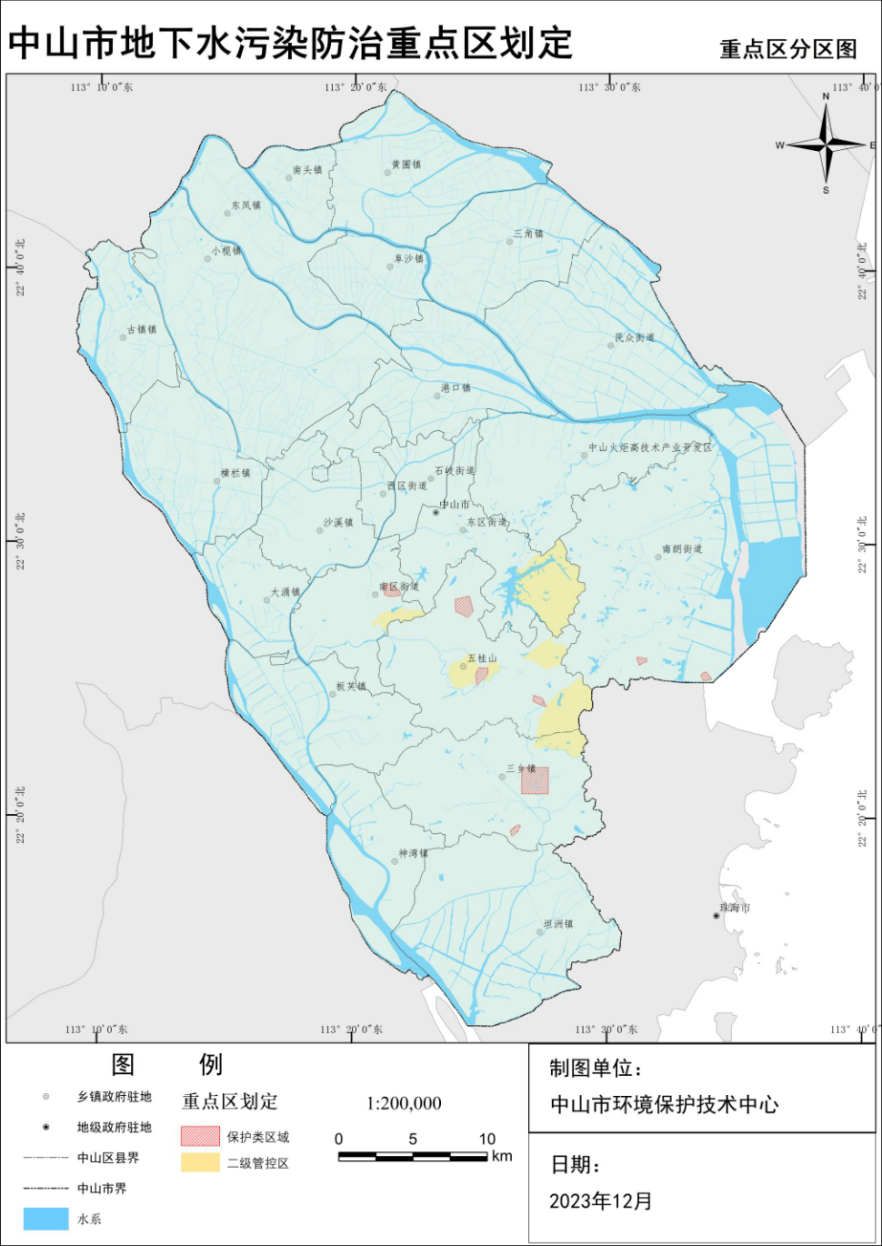 中山市地下水污染防治重点区划定
重点区分区图
113° 10′ 0″东
113° 20′ 0″东
113° 30′ 0″东
113° 40′ 0″
N
W
E
S
南头镇
黄圃镇
东凤镇
三角镇
小榄镇
阜沙镇
22° 40′ 0″北
22° 40′ 0″北
古镇镇
民众街道
港口镇
中山火炬高技术产业开发区
横栏镇
石岐街道
西区街道
中山市
沙溪镇
东区街道
22° 30′ 0″北
22° 30′ 0″北
南朗街道
大涌镇
南区街道
五桂山
板芙镇
三乡镇
22° 20′ 0″北
22° 20′ 0″北
神湾镇
珠海市
坦洲镇
113° 10′ 0″东
113° 20′ 0″东
113° 30′ 0″东
113° 40′ 0″
图 例
乡镇政府驻地
地级政府驻地
中山区县界
中山市界
水系
重点区划定
保护类区域
二级管控区
1:200,000
0 5 10
km
制图单位：
中山市环境保护技术中心
日期：
2023年12月